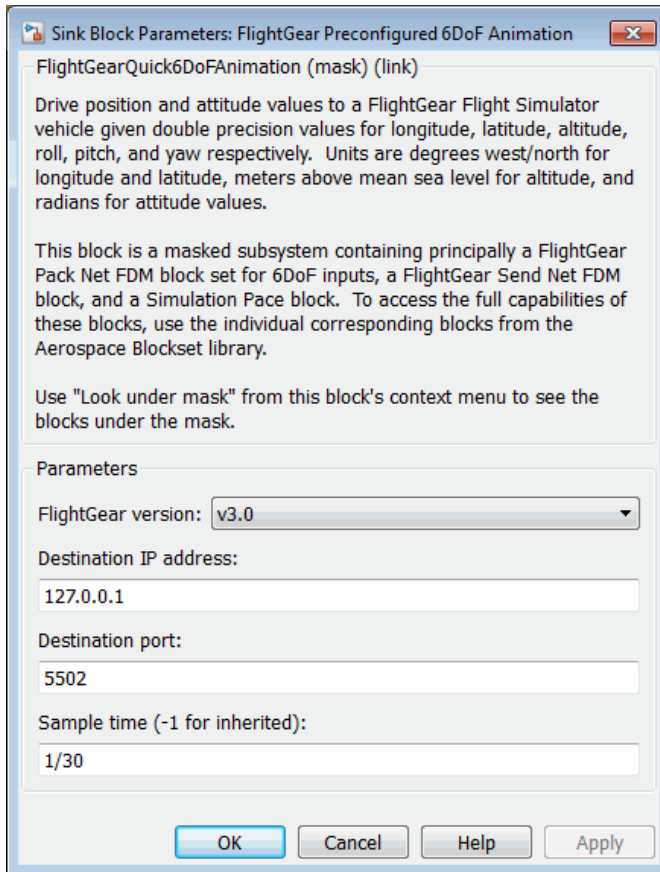 Sink Block Parameters: FlightGear Preconfigured 6DoF Animation
FlightGearQuick6DoFAnimation (mask) (link)
Drive position and attitude values to a FlightGear Flight Simulator
vehicle given double precision values for longitude, latitude, altitude,
roll, pitch, and yaw respectively.  Units are degrees west/north for
longitude and latitude, meters above mean sea level for altitude, and
radians for attitude values.
This block is a masked subsystem containing principally a FlightGear
Pack Net FDM block set for 6DoF inputs, a FlightGear Send Net FDM
block, and a Simulation Pace block.  To access the full capabilities of
these blocks, use the individual corresponding blocks from the
Aerospace Blockset library.
Use "Look under mask" from this block's context menu to see the
blocks under the mask.
Parameters
FlightGear version: v3.0
Destination IP address:
127.0.0.1
Destination port:
5502
Sample time (-1 for inherited):
1/30
OK Cancel Help Apply